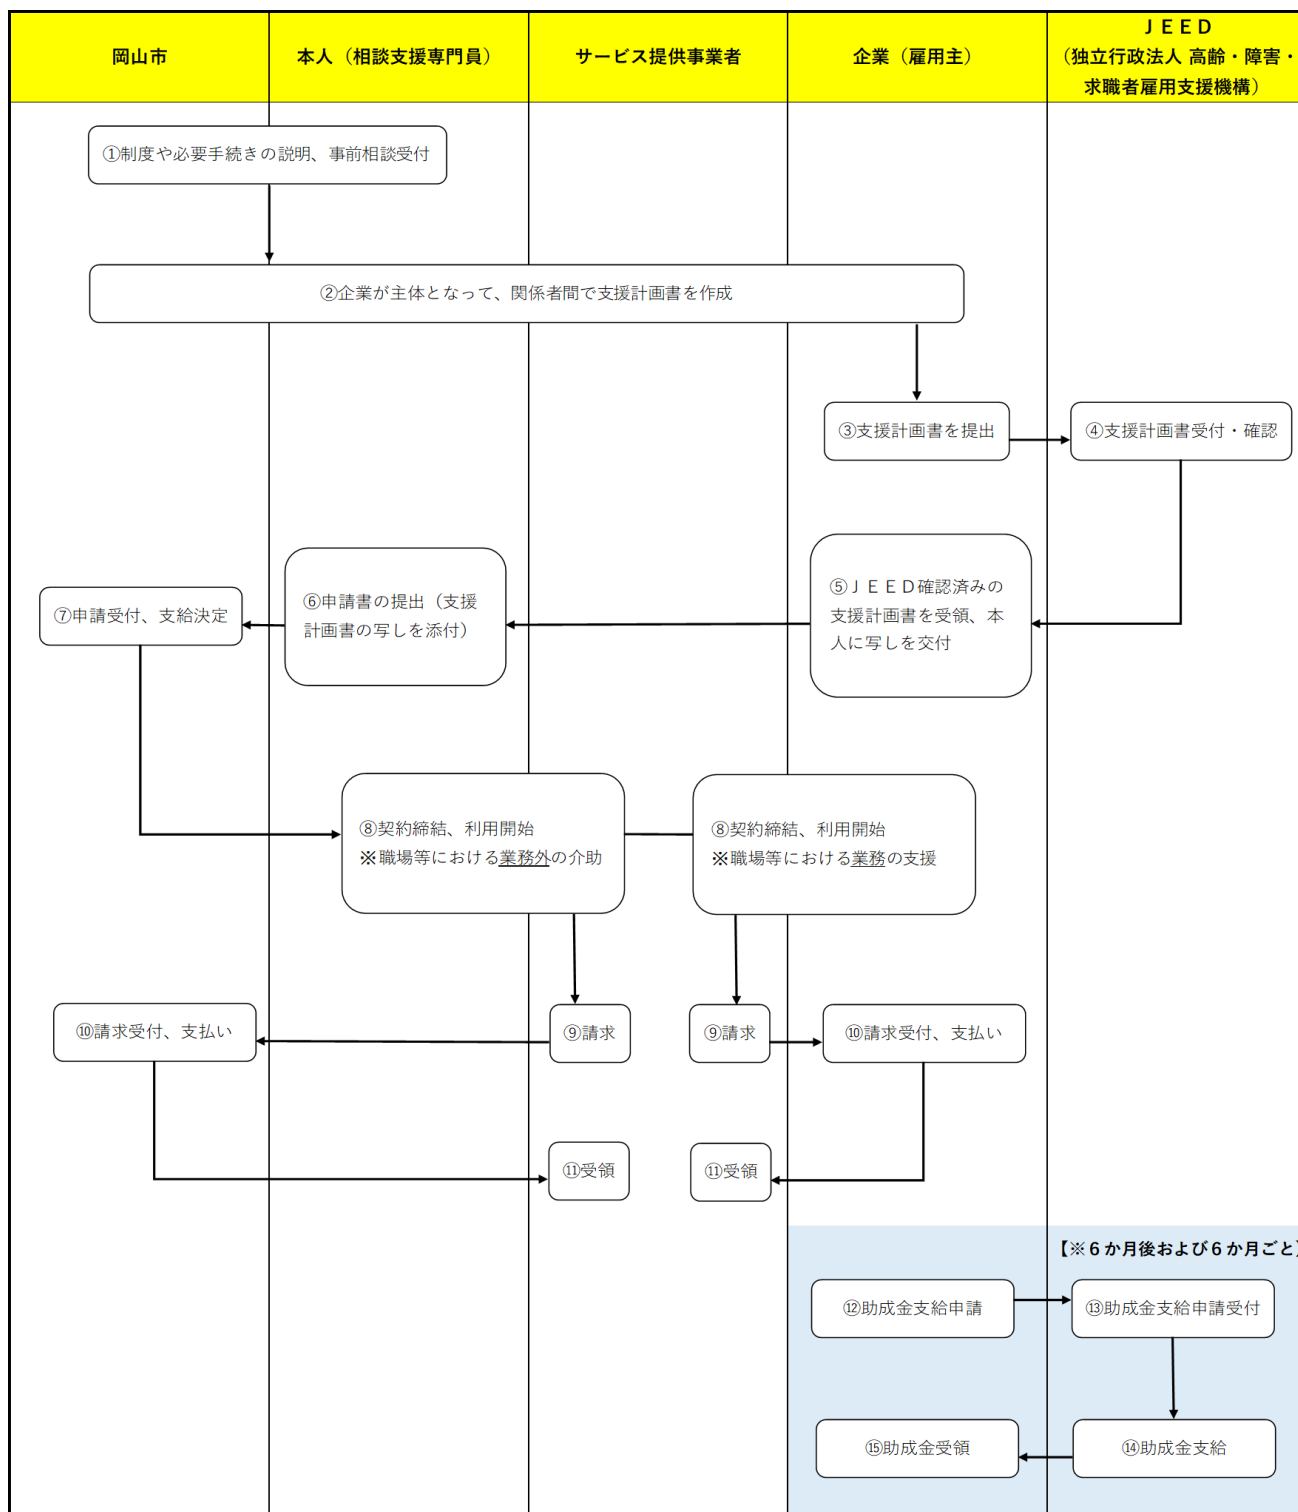 岡山市
本人（相談支援専門員）
サービス提供事業者
企業（雇用主）
ＪＥＥＤ
（独立行政法人 高齢・障害・
求職者雇用支援機構）
①制度や必要手続きの説明、事前相談受付
②企業が主体となって、関係者間で支援計画書を作成
③支援計画書を提出
④支援計画書受付・確認
⑤ＪＥＥＤ確認済みの
支援計画書を受領、本
人に写しを交付
⑥申請書の提出（支援
計画書の写しを添付）
⑦申請受付、支給決定
⑧契約締結、利用開始
※職場等における業務外の介助
⑧契約締結、利用開始
※職場等における業務の支援
⑩請求受付、支払い
⑨請求
⑨請求
⑩請求受付、支払い
⑪受領
⑪受領
【※６か月後および６か月ごと】
⑫助成金支給申請
⑬助成金支給申請受付
⑮助成金受領
⑭助成金支給